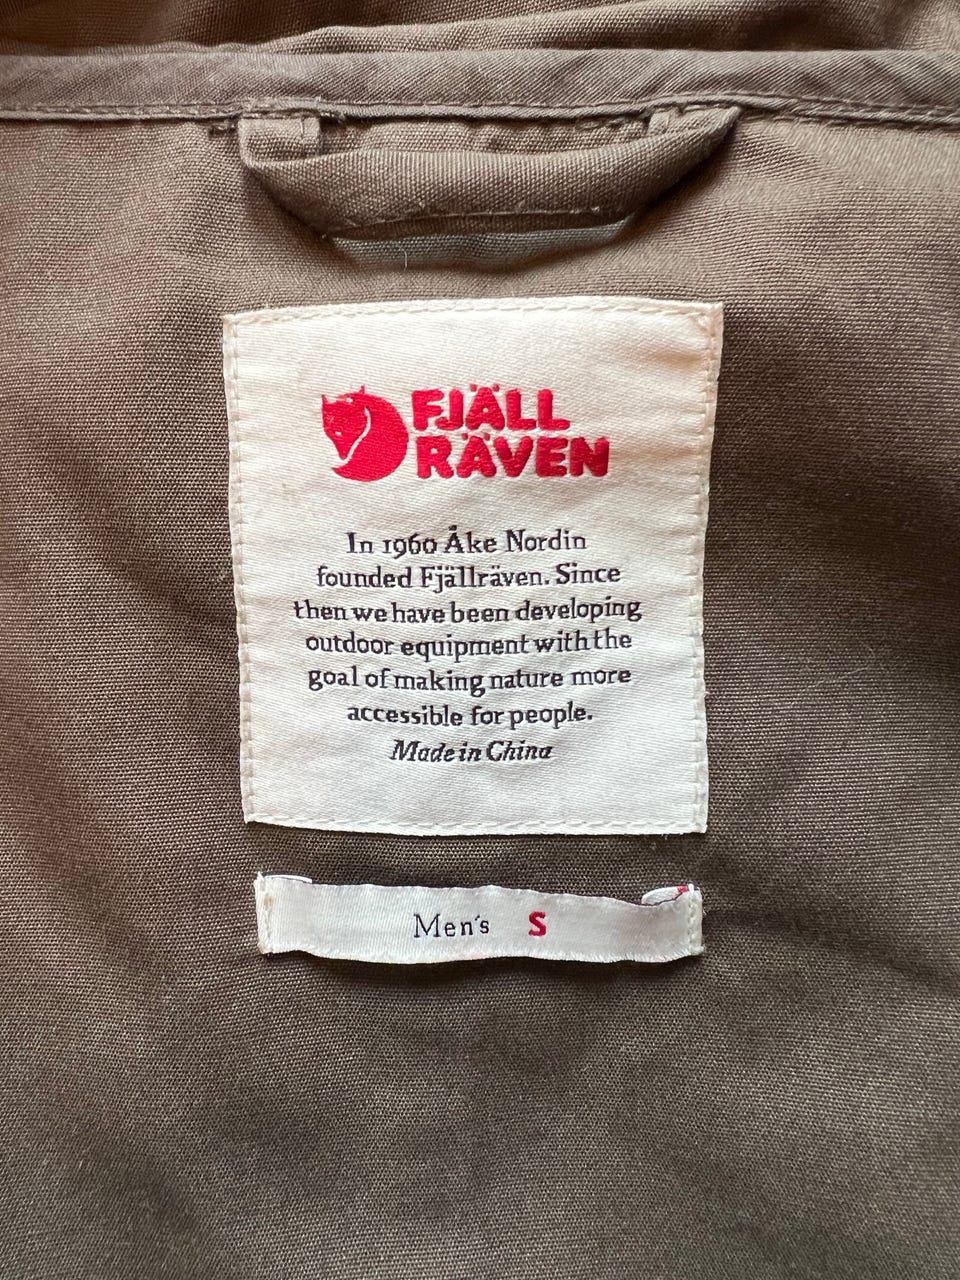 FJÄLL
RÄVEN
In 1960 Åke Nordin
founded Fjällräven. Since
then we have been developing
outdoor equipment with the
goal of making nature more
accessible for people.
Made in China
Men's S